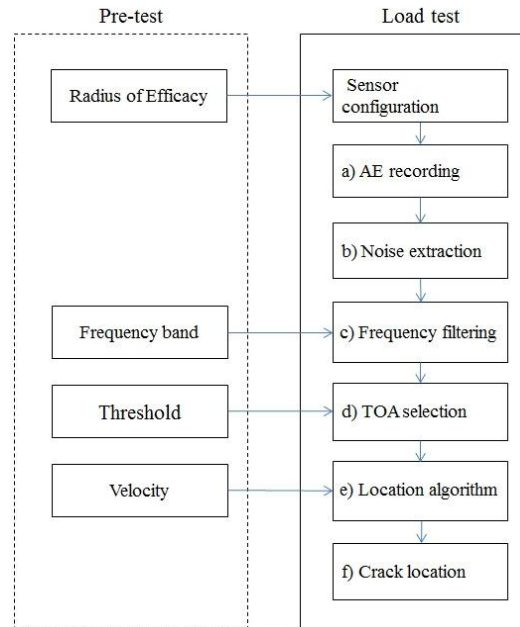 Pre-test
Load test
Radius of Efficacy
Sensor
configuration
a) AE recording
b) Noise extraction
Frequency band
c) Frequency filtering
Threshold
d) TOA selection
Velocity
e) Location algorithm
f) Crack location